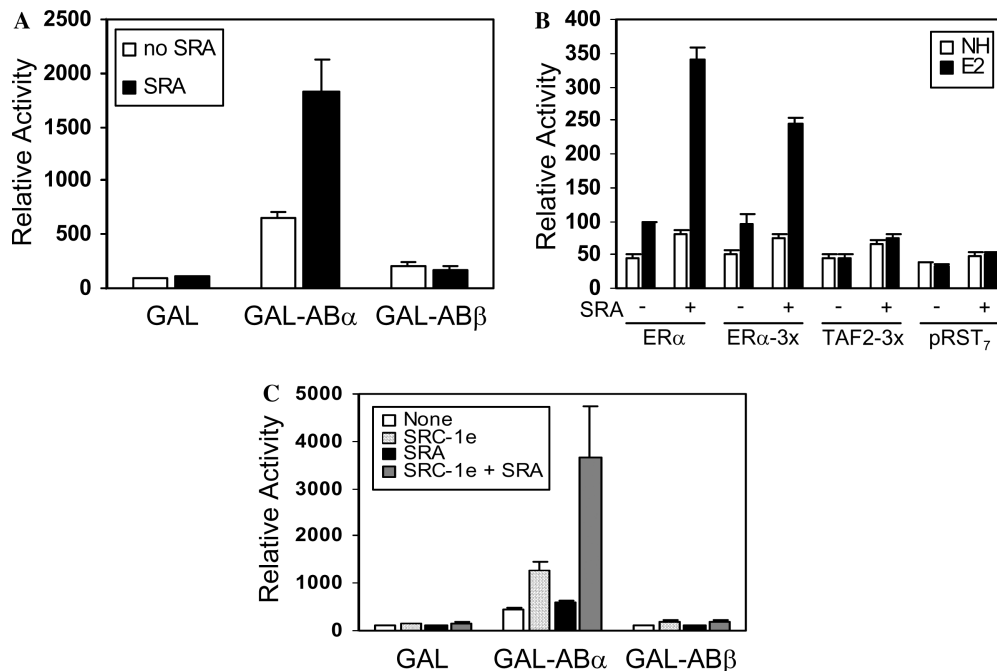 A
2500
2000
1500
1000
500
0
Relative Activity
no SRA
SRA
GAL
GAL-ABα
GAL-ABβ
B
400
350
300
250
200
150
100
50
0
Relative Activity
NH
E2
SRA - + - + - + - +
ERα
ERα-3x
TAF2-3x
pRST₇
C
5000
4000
3000
2000
1000
0
Relative Activity
None
SRC-1e
SRA
SRC-1e + SRA
GAL
GAL-ABα
GAL-ABβ